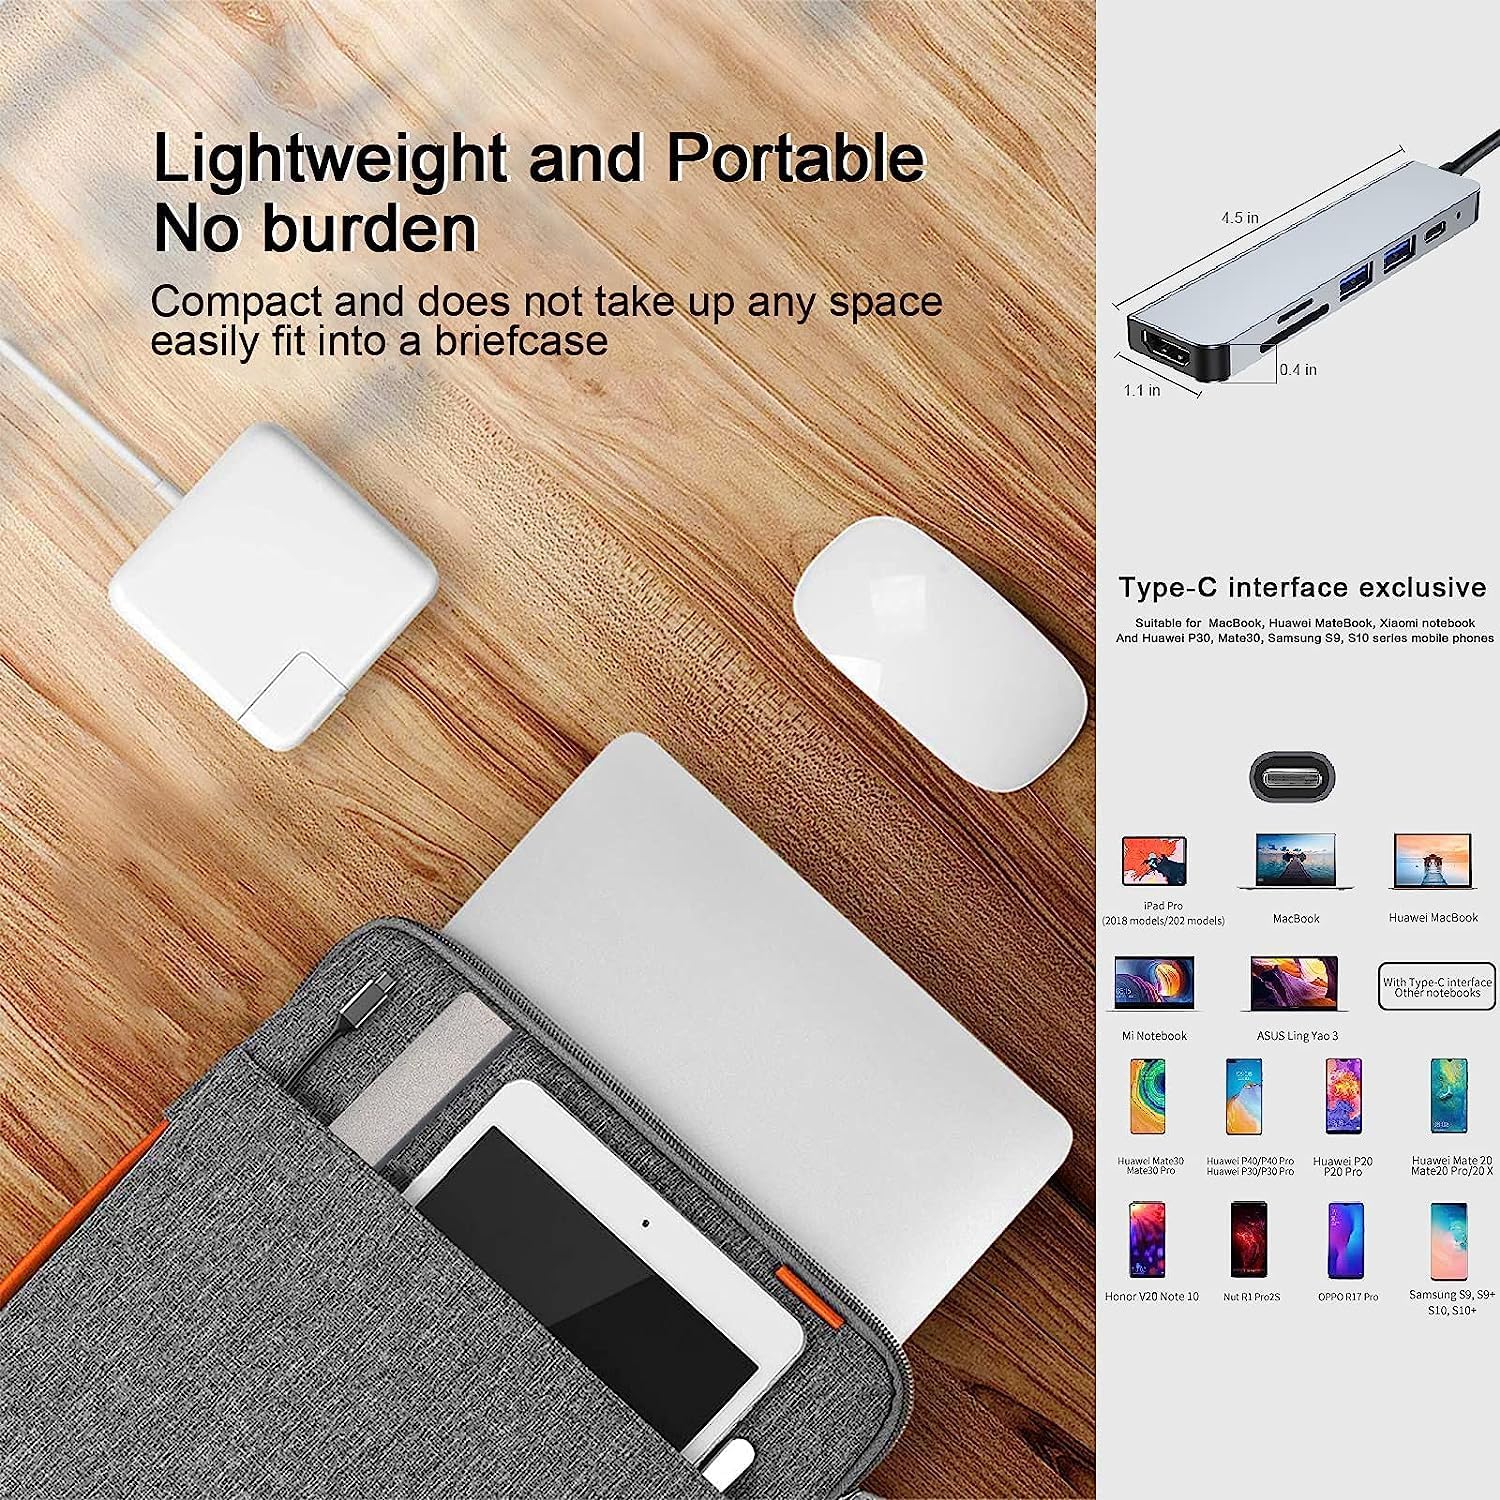 Lightweight and Portable
No burden
Compact and does not take up any space
easily fit into a briefcase
4.5 in
1.1 in
0.4 in
Type-C interface exclusive
Suitable for MacBook, Huawei MateBook, Xiaomi notebook
And Huawei P30, Mate30, Samsung S9, S10 series mobile phones
iPad Pro
(2018 models/202 models)
MacBook
Huawei MacBook
Mi Notebook
ASUS Ling Yao 3
With Type-C interface
Other notebooks
Huawei Mate30
Mate30 Pro
Huawei P40/P40 Pro
Huawei P30/P30 Pro
Huawei P20
P20 Pro
Huawei Mate 20
Mate20 Pro/20 X
Honor V20 Note 10
Nut R1 Pro2S
OPPO R17 Pro
Samsung S9, S9+
S10, S10+